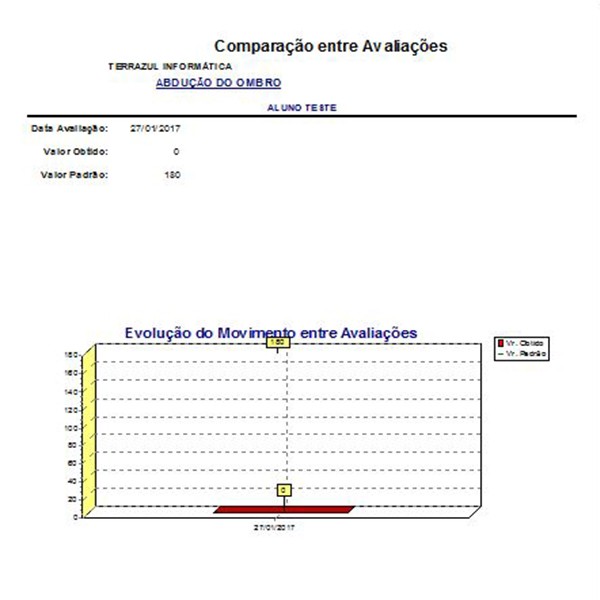 Comparação entre Avaliações
TERRAZUL INFORMÁTICA
ABDUÇÃO DO OMBRO
ALUNO TESTE
Data Avaliação: 27/01/2017
Valor Obtido: 0
Valor Padrão: 180
Evolução do Movimento entre Avaliações
180
Vr. Obtido
Vr. Padrão
180
160
140
120
100
80
60
40
20
0
0
27/01/2017